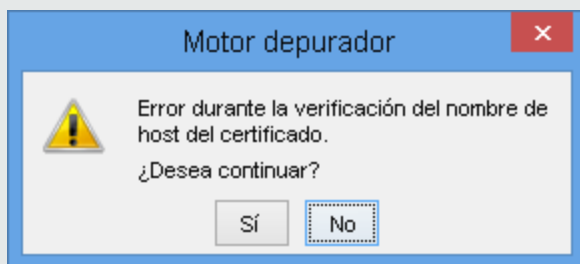 Motor depurador
Error durante la verificación del nombre de
host del certificado.
¿Desea continuar?
Sí
No